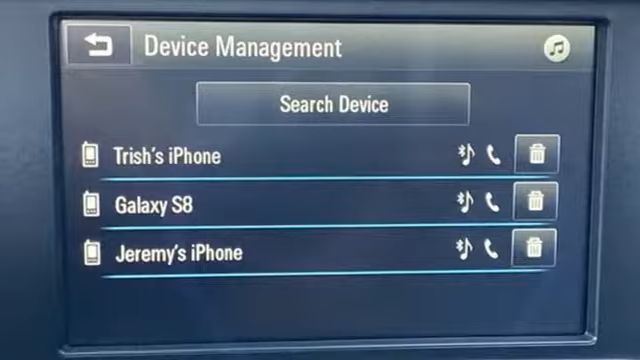 Device Management
Search Device
Trish's iPhone
Galaxy S8
Jeremy's iPhone